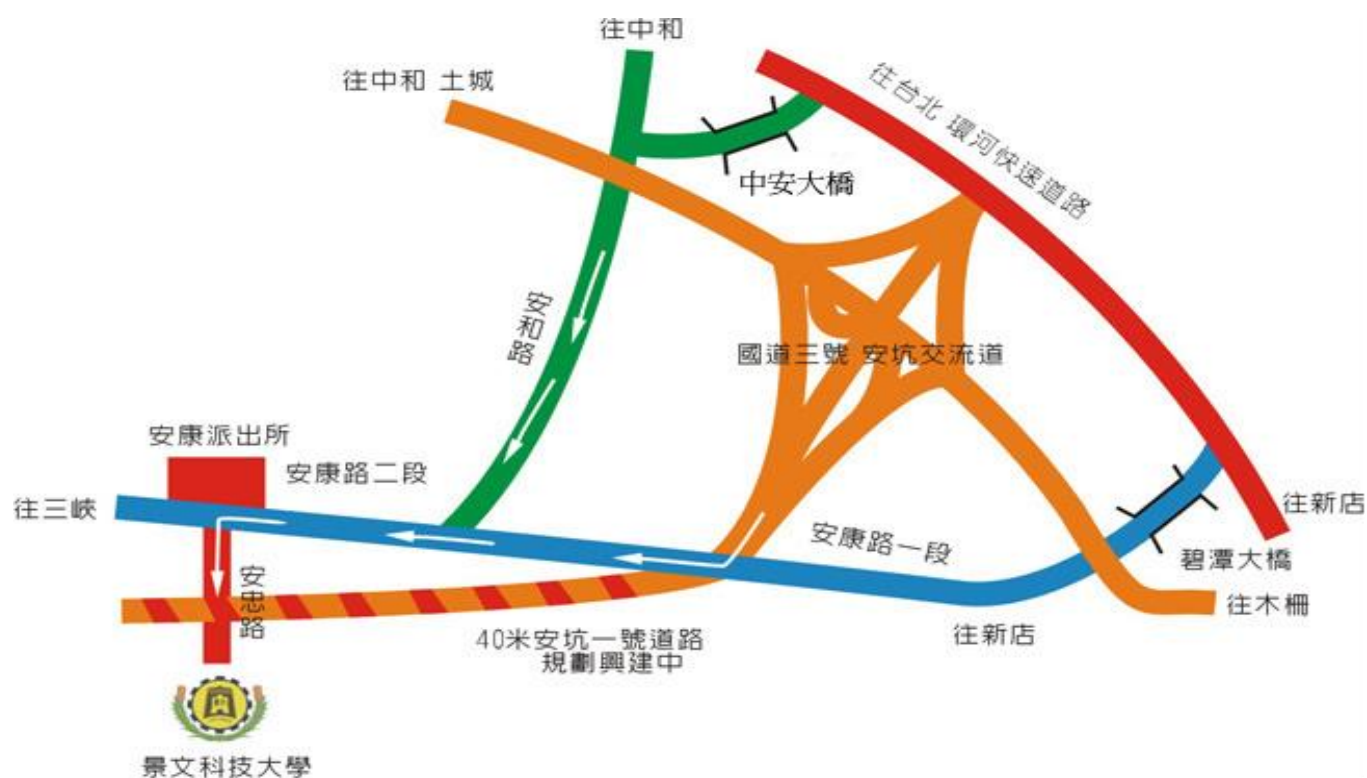 往中和
往中和 土城
往台北 環河快速道路
中安大橋
安和路
國道三號 安坑交流道
安康派出所
安康路二段
往三峽
往新店
安康路一段
碧潭大橋
安忠路
往木柵
往新店
40米安坑一號道路
規劃興建中
景文科技大學